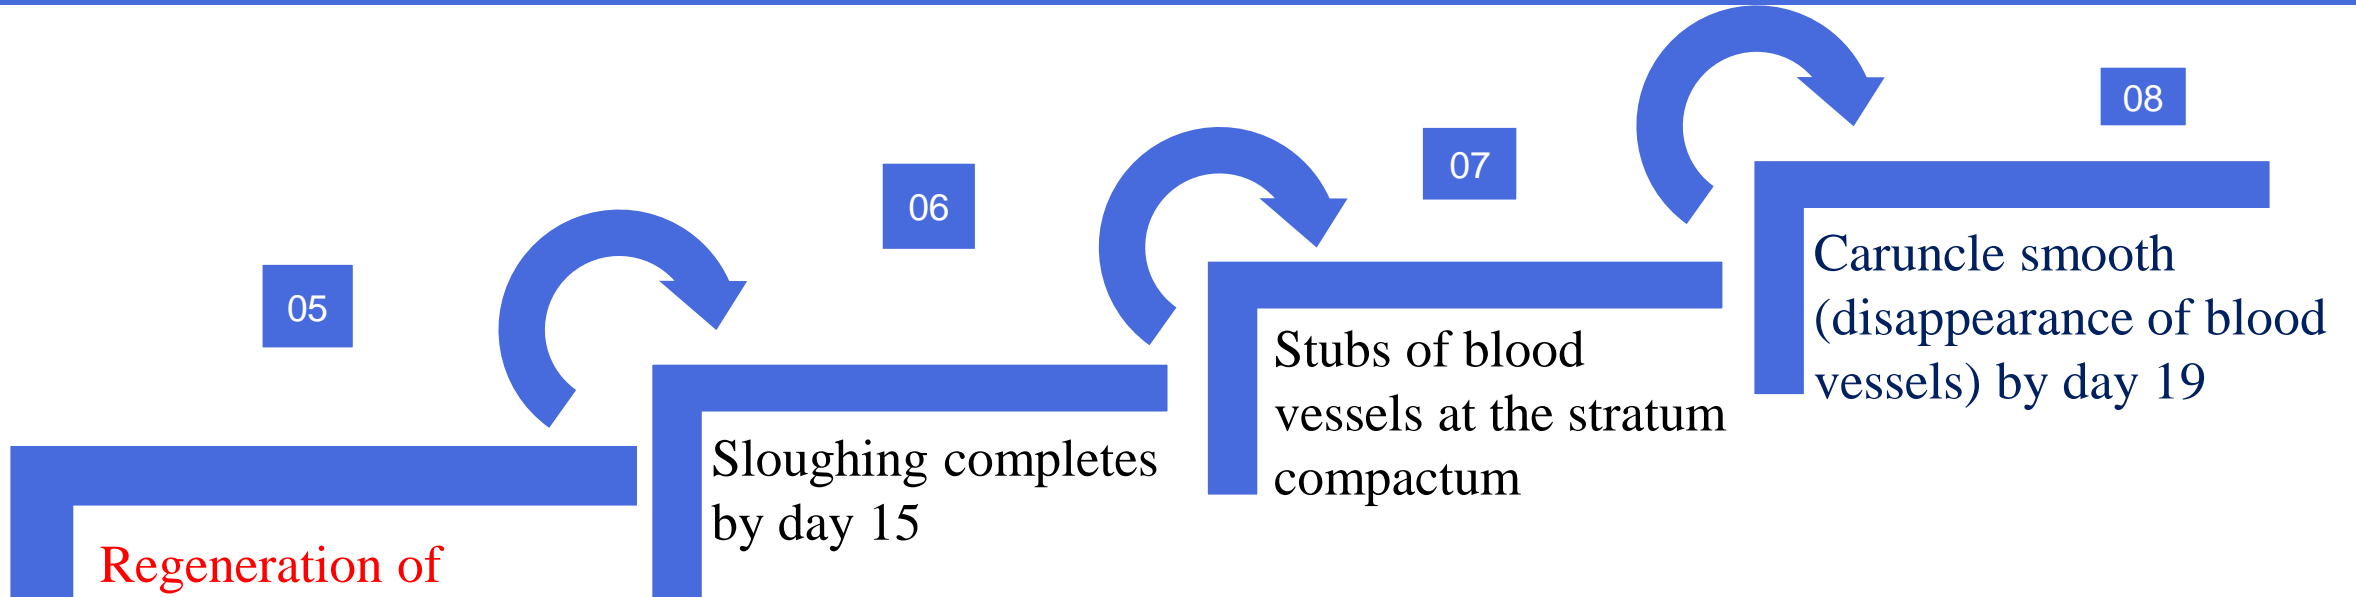 05
Regeneration of
06
Sloughing completes
by day 15
07
Stubs of blood
vessels at the stratum
compactum
08
Caruncle smooth
(disappearance of blood
vessels) by day 19